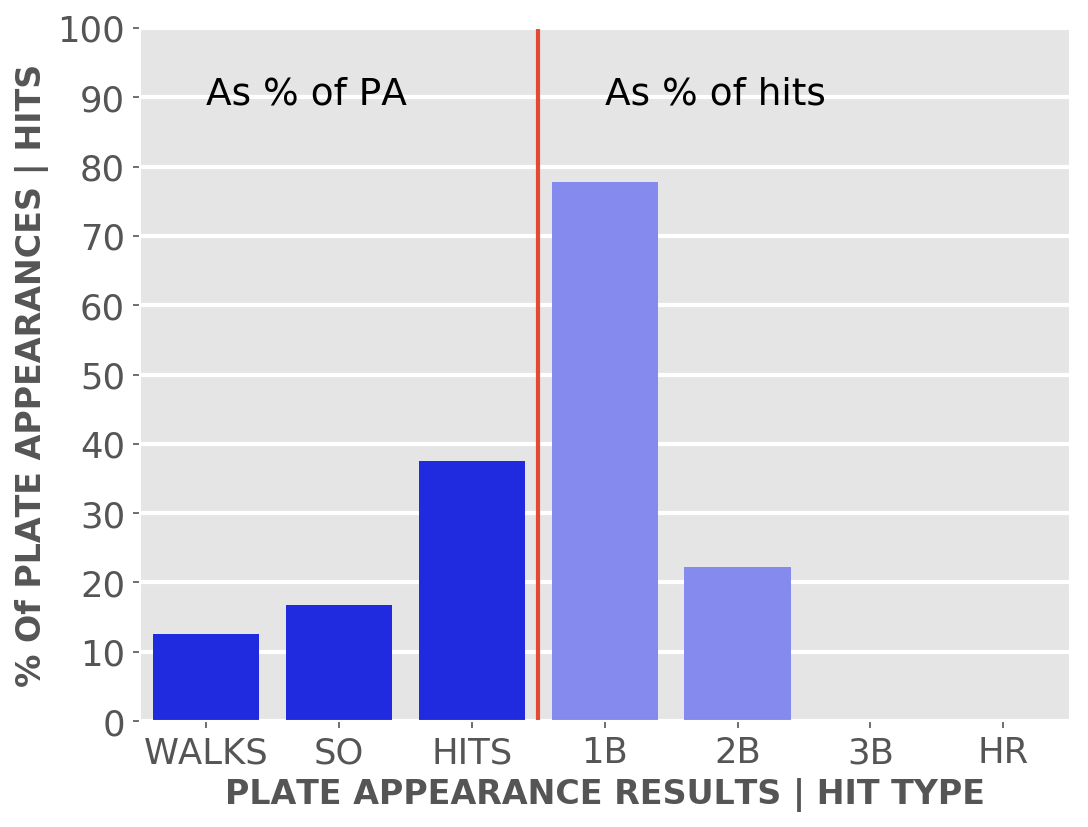 100
90
80
70
60
50
40
30
20
10
0
% Of PLATE APPEARANCES | HITS
As % of PA
As % of hits
WALKS SO HITS 1B 2B 3B HR
PLATE APPEARANCE RESULTS | HIT TYPE